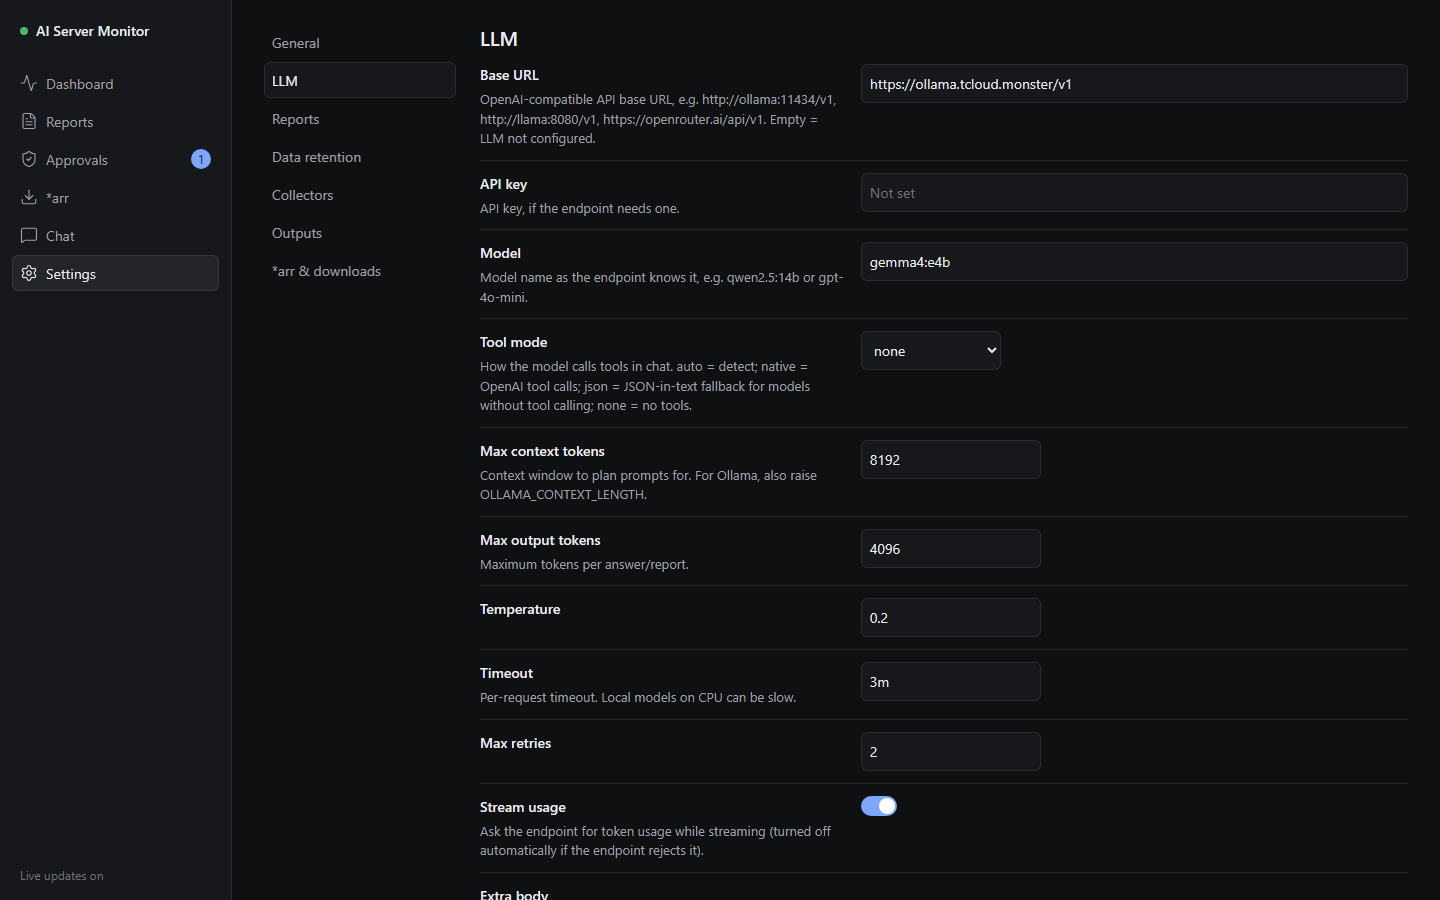 AI Server Monitor
Dashboard
Reports
Approvals
1
*arr
Chat
Settings
Live updates on
General
LLM
Reports
Data retention
Collectors
Outputs
*arr & downloads
LLM
Base URL
OpenAI-compatible API base URL, e.g. http://ollama:11434/v1,
http://llama:8080/v1, https://openrouter.ai/api/v1. Empty =
LLM not configured.
https://ollama.tcloud.monster/v1
API key
API key, if the endpoint needs one.
Not set
Model
Model name as the endpoint knows it, e.g. qwen2.5:14b or gpt-
4o-mini.
gemma4:e4b
Tool mode
How the model calls tools in chat. auto = detect; native =
OpenAI tool calls; json = JSON-in-text fallback for models
without tool calling; none = no tools.
none
Max context tokens
Context window to plan prompts for. For Ollama, also raise
OLLAMA_CONTEXT_LENGTH.
8192
Max output tokens
Maximum tokens per answer/report.
4096
Temperature
0.2
Timeout
Per-request timeout. Local models on CPU can be slow.
3m
Max retries
2
Stream usage
Ask the endpoint for token usage while streaming (turned off
automatically if the endpoint rejects it).
Extra body